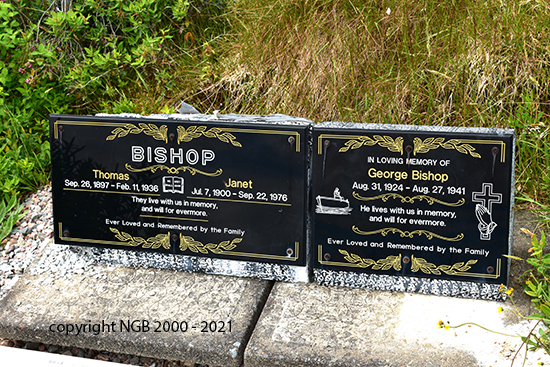 BISHOP
Thomas
Sep. 26, 1897 - Feb. 11, 1936
Janet
Jul. 7, 1900 - Sep. 22, 1976
They live with us in memory,
and will for evermore.
Ever Loved and Remembered by the Family
IN LOVING MEMORY OF
George Bishop
Aug. 31, 1924 - Aug. 27, 1941
He lives with us in memory,
and will for evermore.
Ever Loved and Remembered by the Family
copyright NGB 2000 - 2021